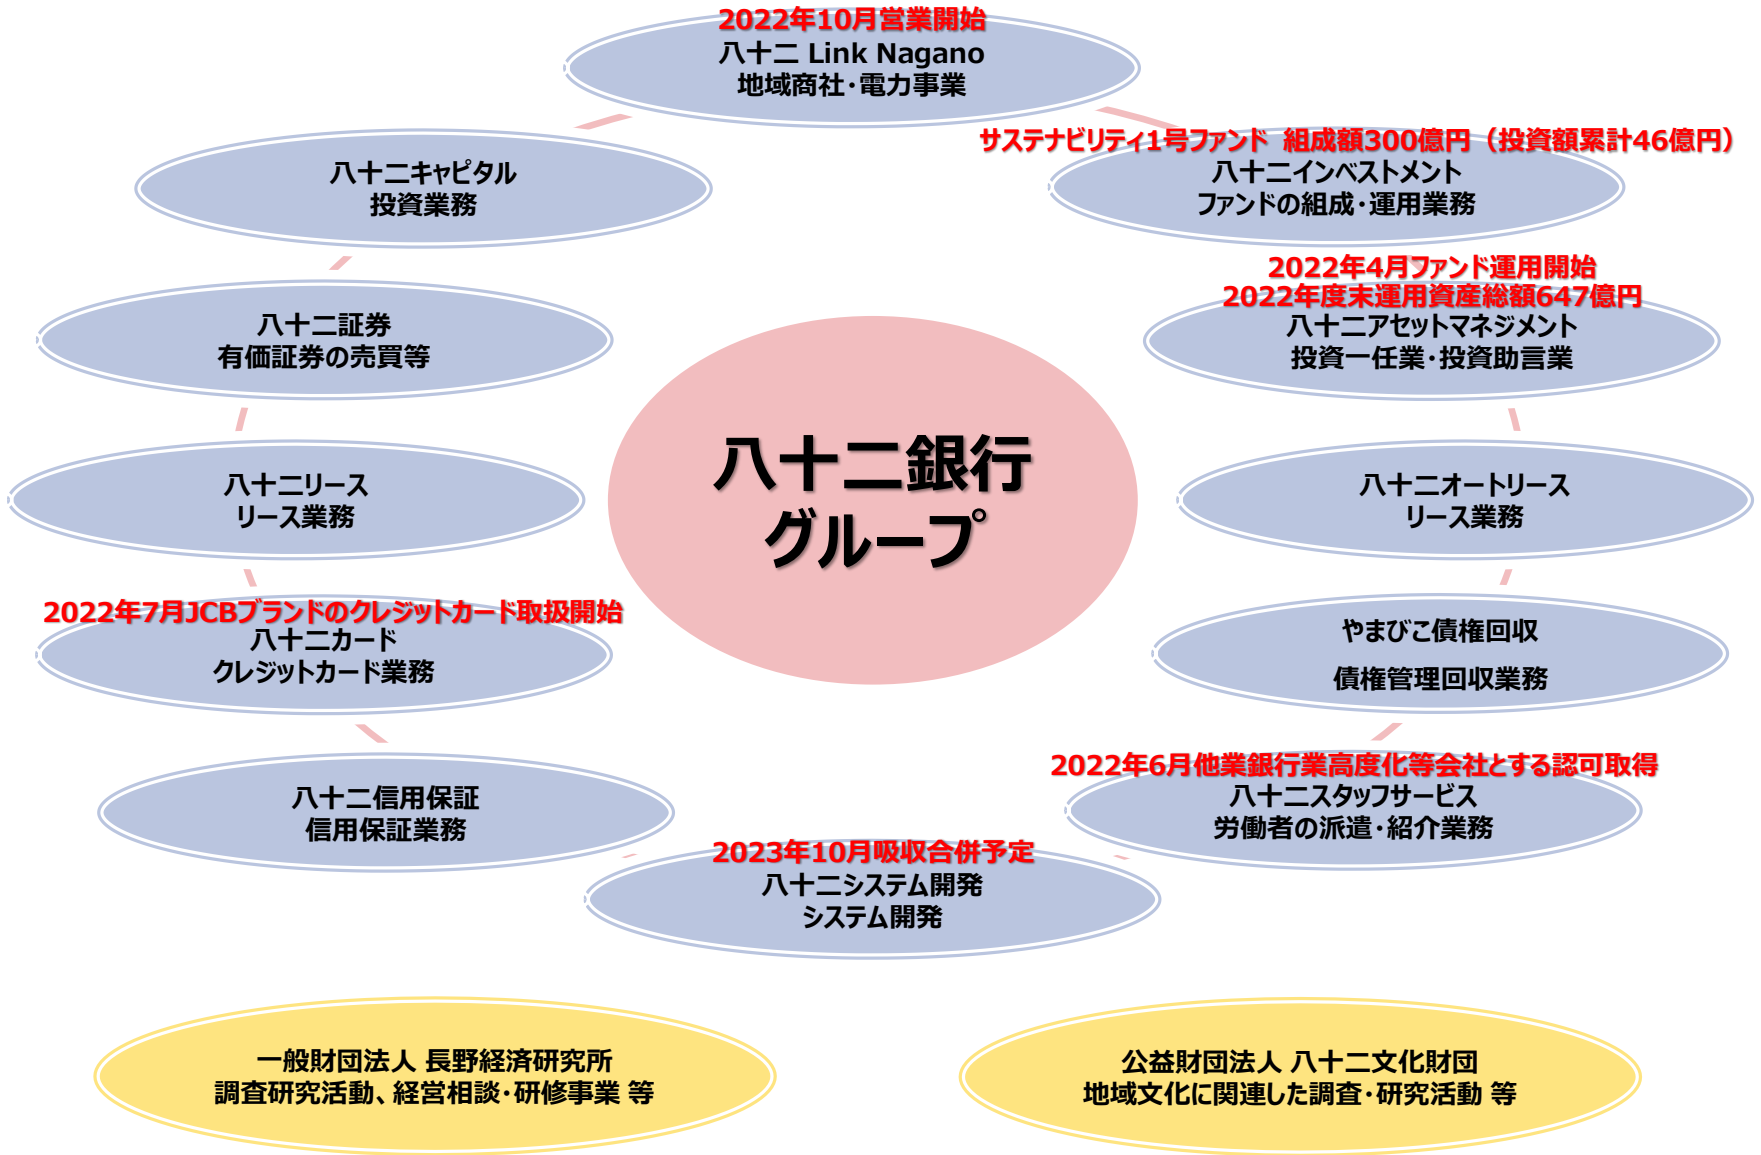 2022年10月営業開始
八十二 Link Nagano
地域商社・電力事業
サステナビリティ1号ファンド 組成額300億円（投資額累計46億円）
八十二インベストメント
ファンドの組成・運用業務
八十二キャピタル
投資業務
2022年4月ファンド運用開始
2022年度末運用資産総額647億円
八十二アセットマネジメント
投資一任業・投資助言業
八十二証券
有価証券の売買等
八十二銀行
グループ
八十二リース
リース業務
八十二オートリース
リース業務
2022年7月JCBブランドのクレジットカード取扱開始
八十二カード
クレジットカード業務
やまびこ債権回収
債権管理回収業務
2022年6月他業銀行業高度化等会社とする認可取得
八十二スタッフサービス
労働者の派遣・紹介業務
八十二信用保証
信用保証業務
2023年10月吸収合併予定
八十二システム開発
システム開発
一般財団法人 長野経済研究所
調査研究活動、経営相談・研修事業 等
公益財団法人 八十二文化財団
地域文化に関連した調査・研究活動 等